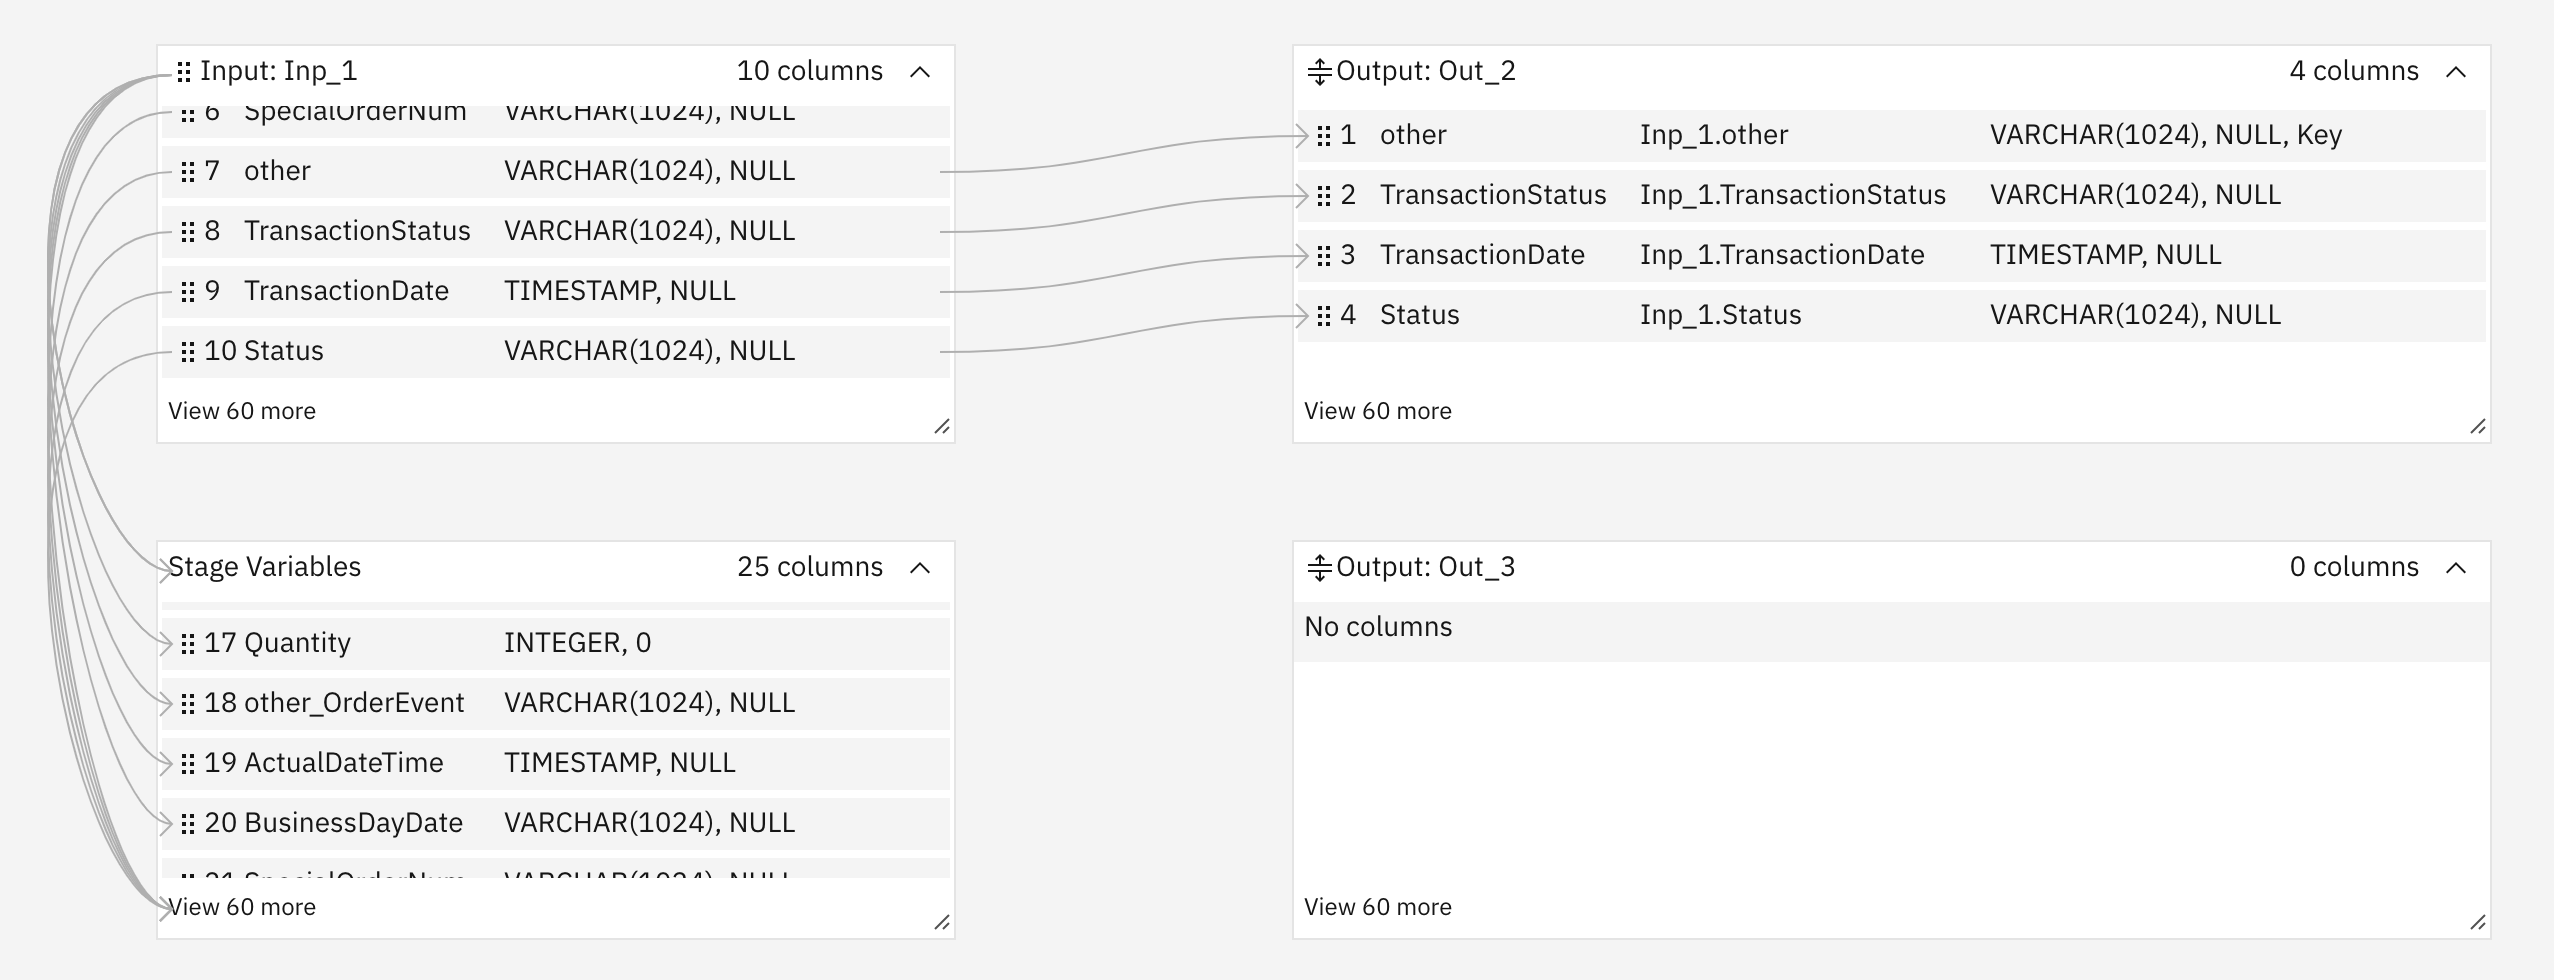 Input: Inp_1 10 columns
6 SpecialOrderNum VARCHAR(1024), NULL
7 other VARCHAR(1024), NULL
8 TransactionStatus VARCHAR(1024), NULL
9 TransactionDate TIMESTAMP, NULL
10 Status VARCHAR(1024), NULL
View 60 more
Output: Out_2 4 columns
1 other Inp_1.other VARCHAR(1024), NULL, Key
2 TransactionStatus Inp_1.TransactionStatus VARCHAR(1024), NULL
3 TransactionDate Inp_1.TransactionDate TIMESTAMP, NULL
4 Status Inp_1.Status VARCHAR(1024), NULL
View 60 more
Stage Variables 25 columns
17 Quantity INTEGER, 0
18 other_OrderEvent VARCHAR(1024), NULL
19 ActualDateTime TIMESTAMP, NULL
20 BusinessDayDate VARCHAR(1024), NULL
21 SpecialOrderNum VARCHAR(1024), NULL
View 60 more
Output: Out_3 0 columns
No columns
View 60 more